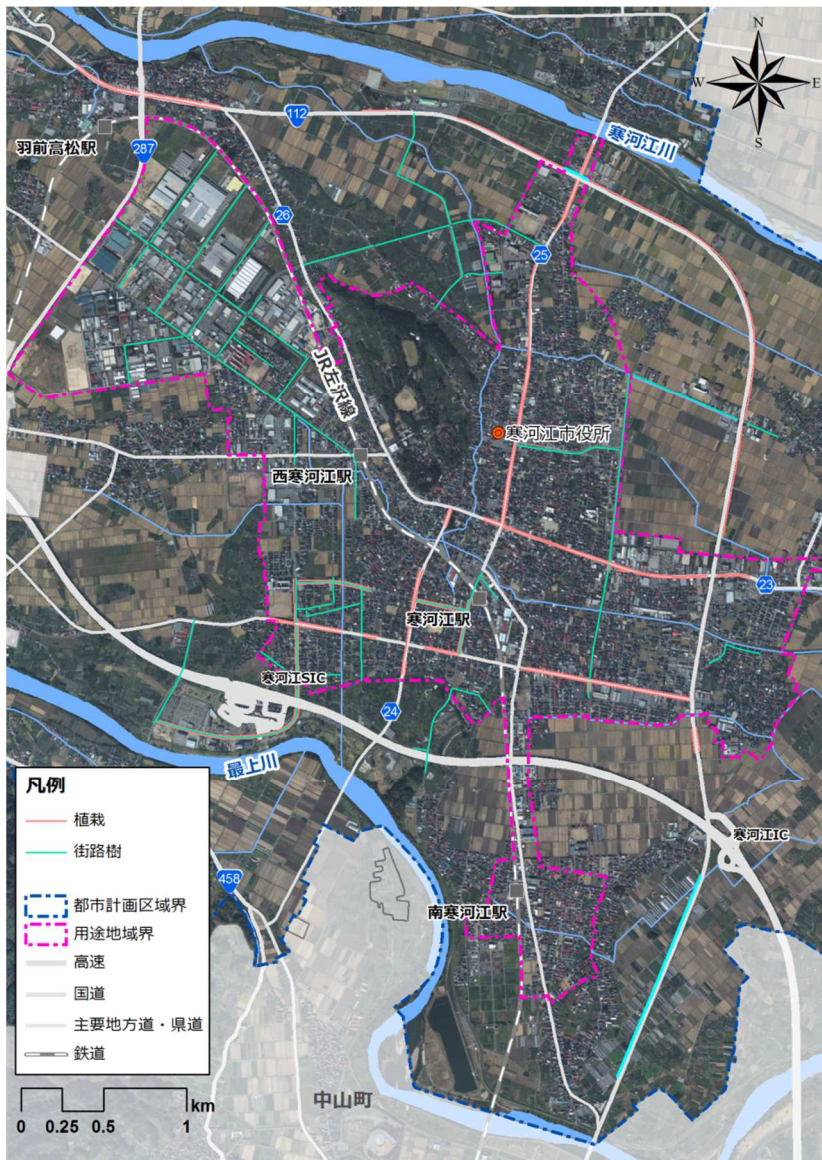 N
W
E
S
寒河江川
112
羽前高松駅
287
26
25
JR左沢線
寒河江市役所
西寒河江駅
23
寒河江駅
寒河江SIC
24
最上川
凡例
植栽
街路樹
都市計画区域界
用途地域界
高速
国道
主要地方道・県道
鉄道
寒河江IC
458
南寒河江駅
中山町
km
0 0.25 0.5 1